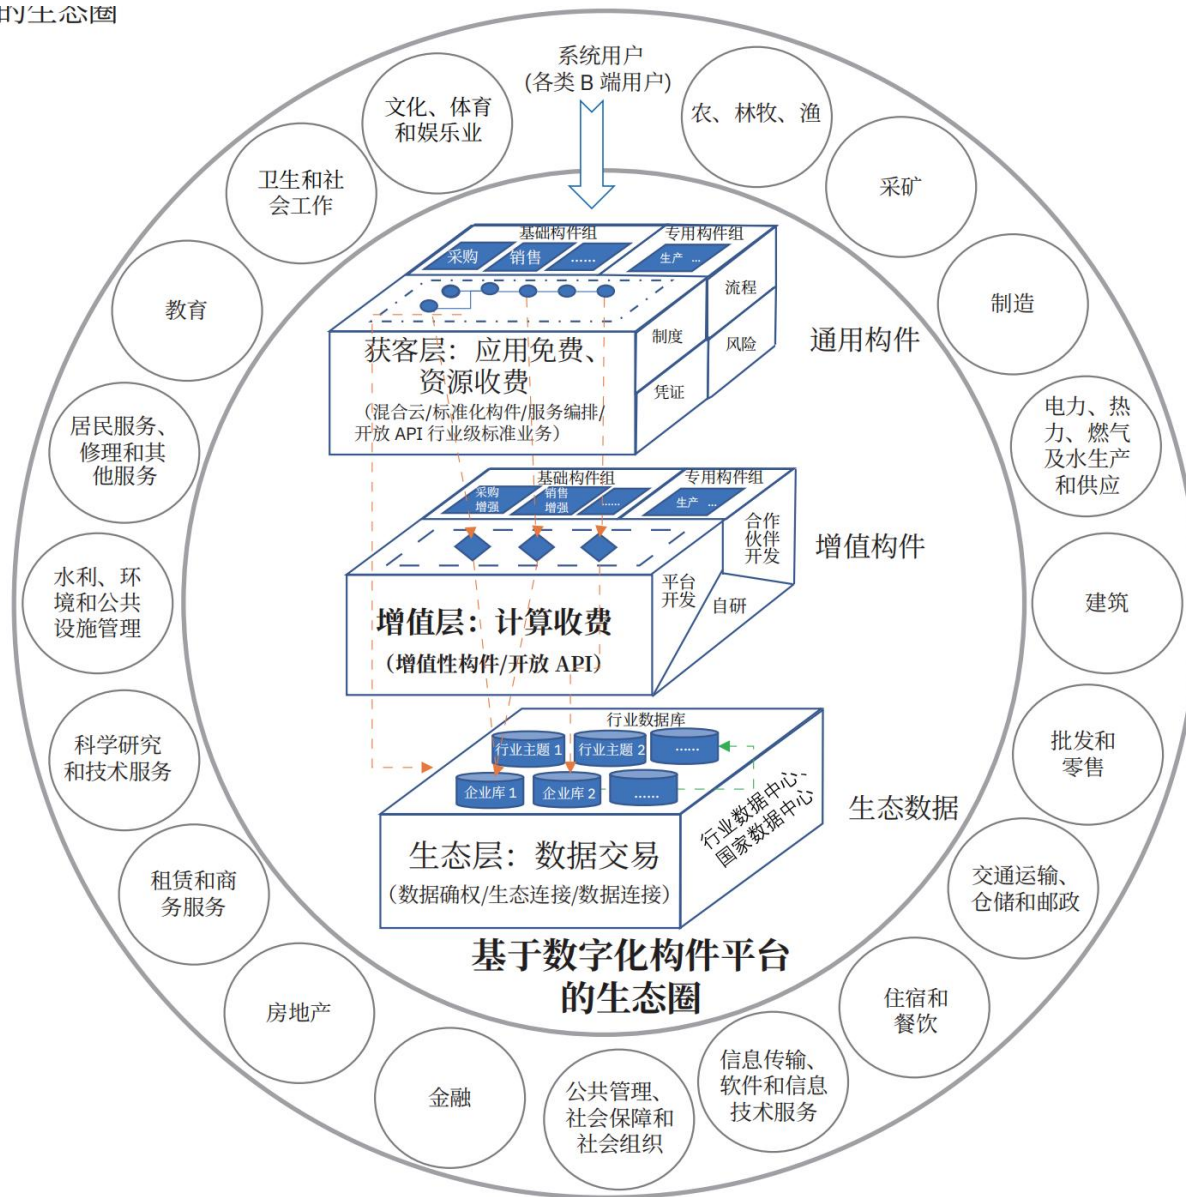 的生态圈
系统用户
(各类 B 端用户)
农、林牧、渔
采矿
制造
电力、热
力、燃气
及水生产
和供应
建筑
批发和
零售
交通运输、
仓储和邮政
住宿和
餐饮
信息传输、
软件和信息
技术服务
公共管理、
社会保障和
社会组织
金融
房地产
租赁和商
务服务
科学研究
和技术服务
水利、环
境和公共
设施管理
居民服务、
修理和其
他服务
教育
卫生和社
会工作
文化、体育
和娱乐业
基础构件组
专用构件组
采购
销售
......
生产 ...
流程
制度
风险
凭证
通用构件
获客层：应用免费、
资源收费
（混合云/标准化构件/服务编排/
开放 API 行业级标准业务）
基础构件组
专用构件组
采购
增强
销售
增强
......
生产 ...
合作
伙伴
开发
平台
开发
自研
增值构件
增值层：计算收费
（增值性构件/开放 API）
行业数据库
行业主题 1
行业主题 2
......
企业库 1
企业库 2
......
行业数据中心、
国家数据中心
生态数据
生态层：数据交易
（数据确权/生态连接/数据连接）
基于数字化构件平台
的生态圈